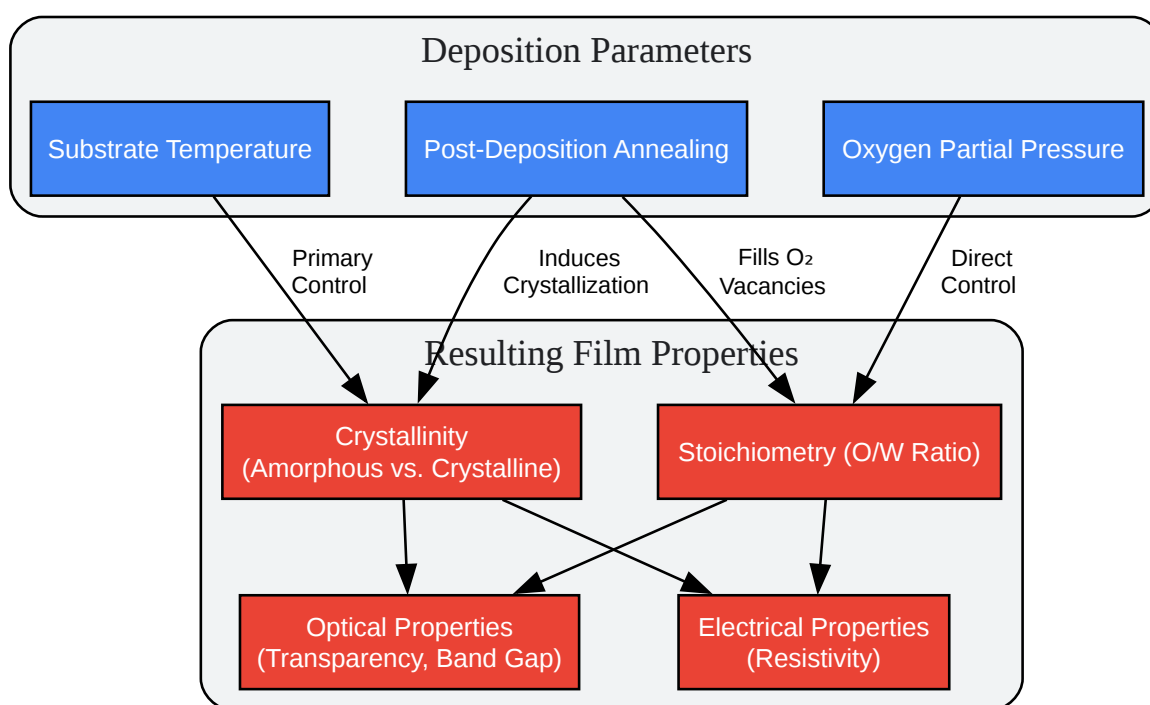 Deposition Parameters
Substrate Temperature
Post-Deposition Annealing
Oxygen Partial Pressure
Primary
Control
Induces
Crystallization
Fills O₂
Vacancies
Direct
Control
Resulting Film Properties
Crystallinity
(Amorphous vs. Crystalline)
Stoichiometry (O/W Ratio)
Optical Properties
(Transparency, Band Gap)
Electrical Properties
(Resistivity)